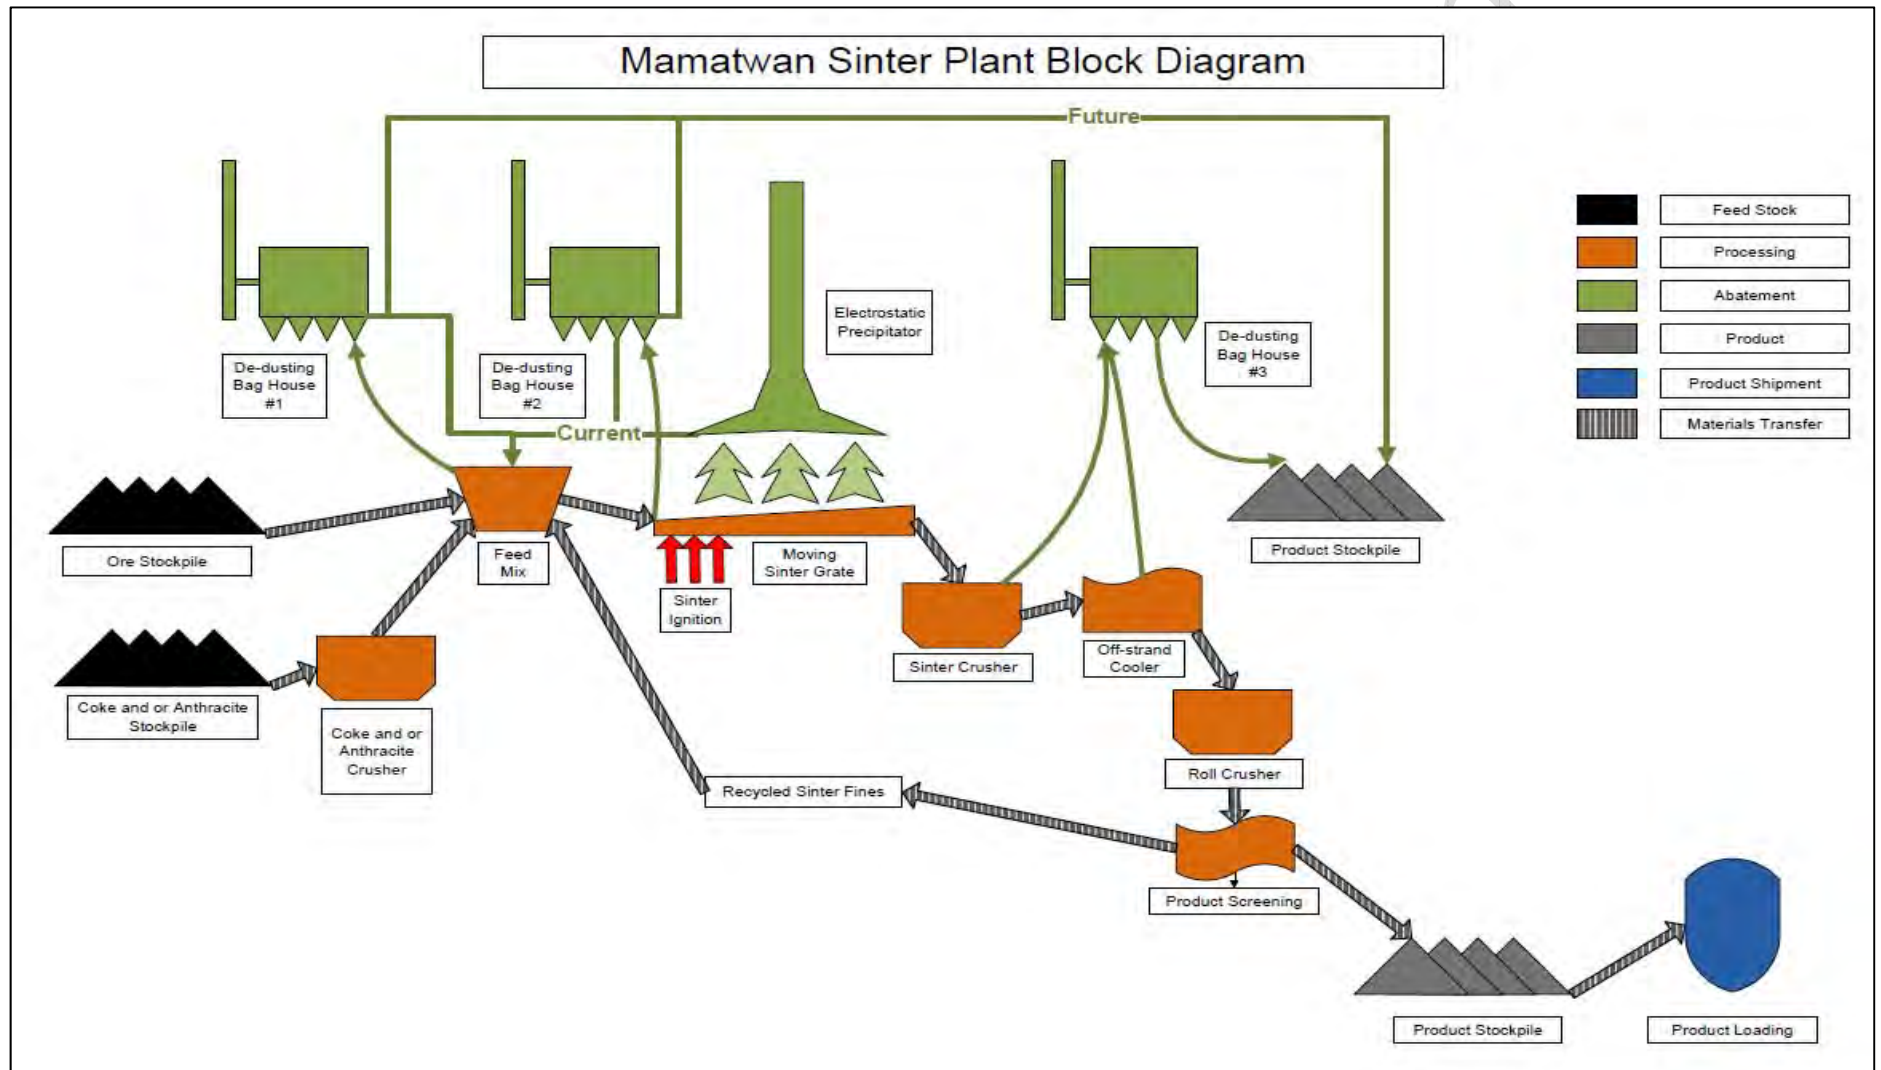 Mamatwan Sinter Plant Block Diagram
Future
Feed Stock
Processing
Abatement
Product
Product Shipment
Materials Transfer
Electrostatic
Precipitator
De-dusting
Bag House
#1
De-dusting
Bag House
#2
De-dusting
Bag House
#3
Current
Ore Stockpile
Feed
Mix
Moving
Sinter Grate
Product Stockpile
Sinter
Ignition
Sinter Crusher
Off-strand
Cooler
Coke and or Anthracite
Stockpile
Coke and or
Anthracite
Crusher
Roll Crusher
Recycled Sinter Fines
Product Screening
Product Stockpile
Product Loading